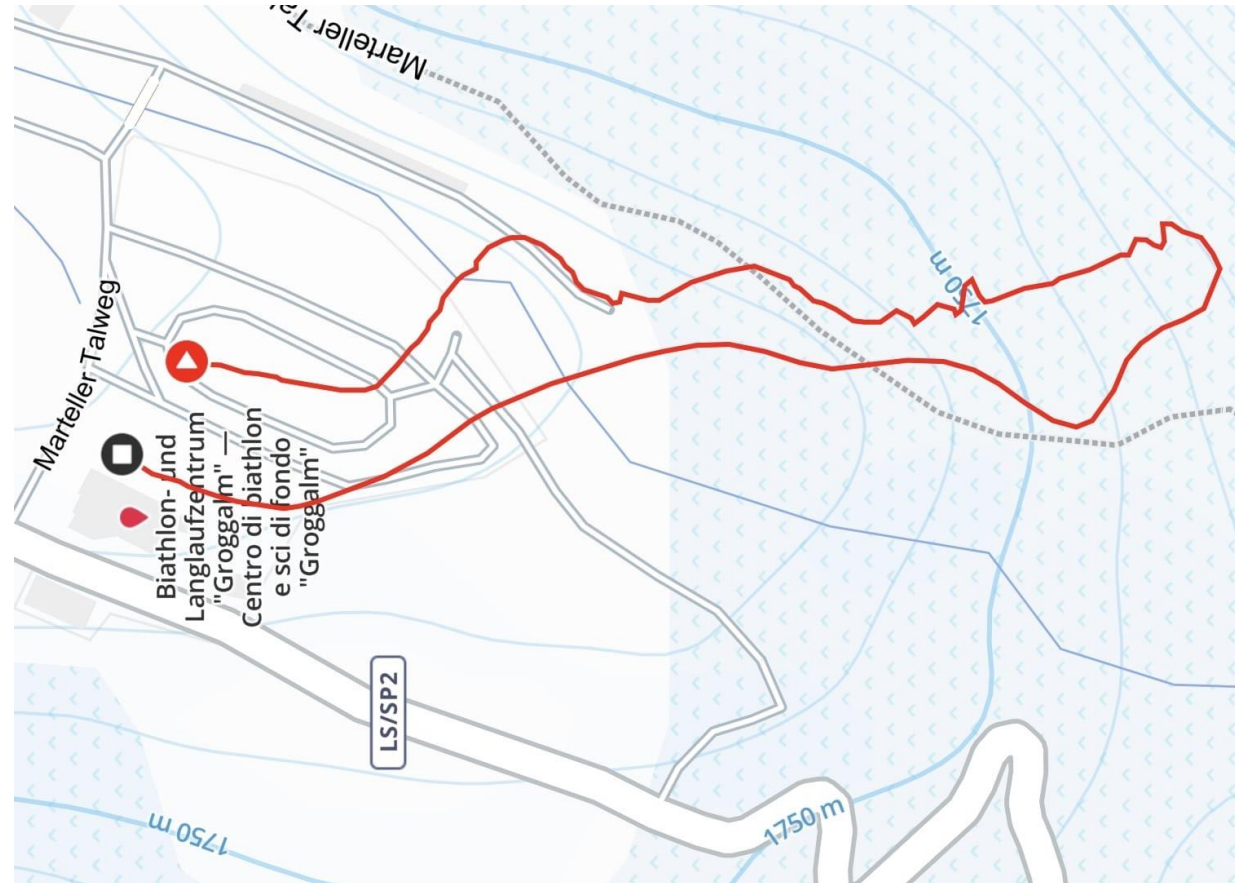 Marteller Ta
Marteller Talweg
Biathlon- und
Langlaufzentrum
"Groggalm" —
Centro di biathlon
e sci di fondo
"Groggalm"
1750 m
LS/SP2
1750 m
1750 m